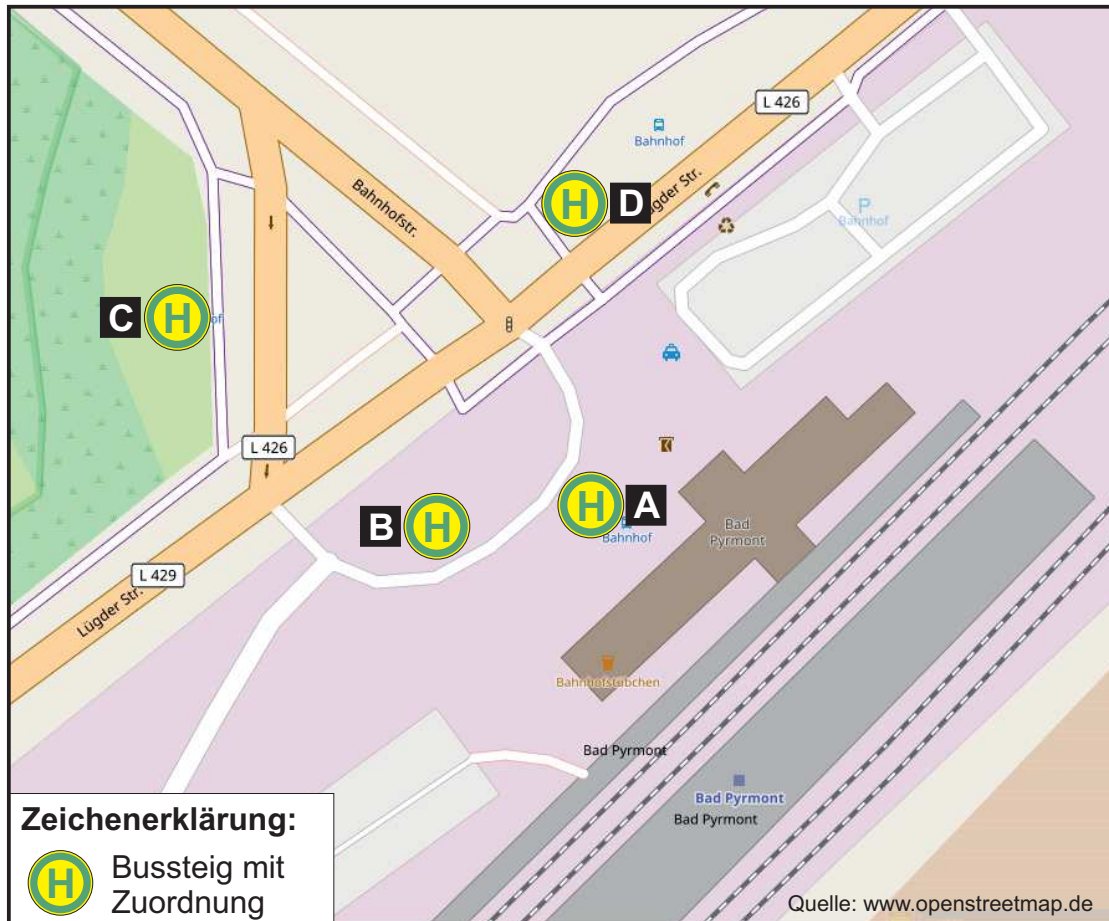 L 426
Bahnhof
Bahnhofstr.
H D
Lügder Str.
P
Bahnhof
C H
L 426
B H
H A
Bahnhof
Bad
Pyrmont
L 429
Lügder Str.
Bahnhofstübchen
Bad Pyrmont
Bad Pyrmont
Bad Pyrmont
Zeichenerklärung:
H Bussteig mit
Zuordnung
Quelle: www.openstreetmap.de